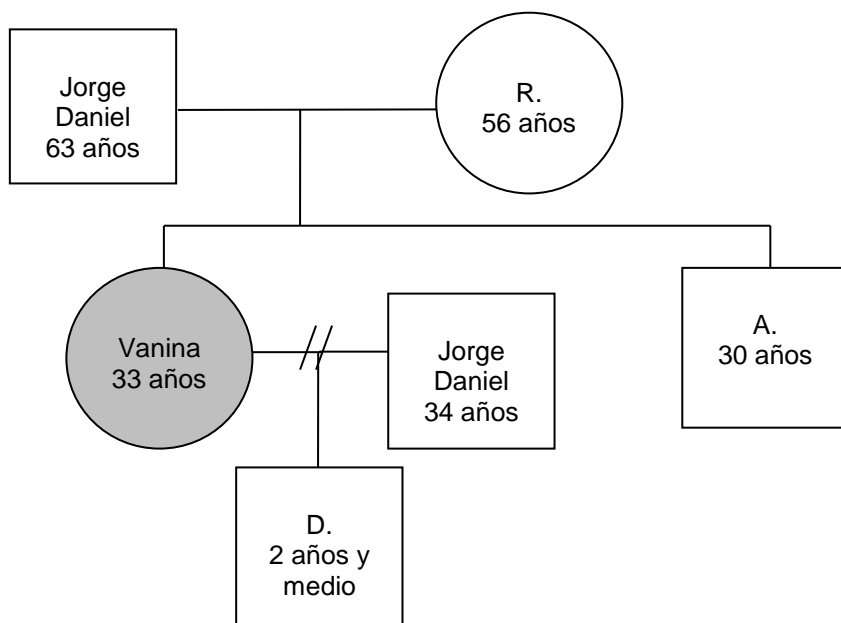 Jorge
Daniel
63 años
R.
56 años
Vanina
33 años
Jorge
Daniel
34 años
A.
30 años
D.
2 años y
medio